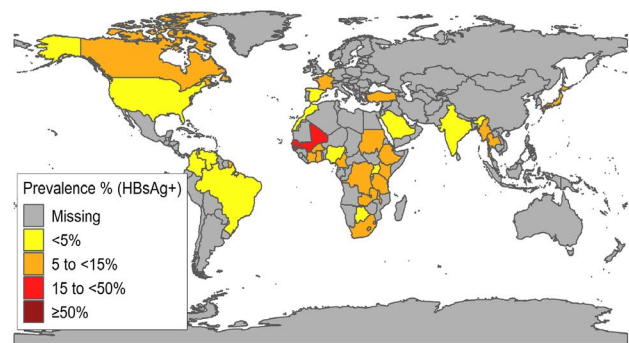 Prevalence % (HBsAg+)
Missing
<5%
5 to <15%
15 to <50%
≥50%